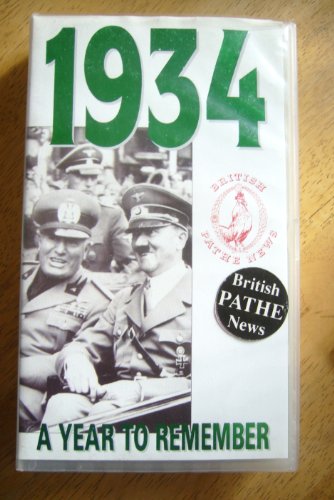 1934
BRITISH
PATHE NEWS
British
PATHE
News
A YEAR TO REMEMBER